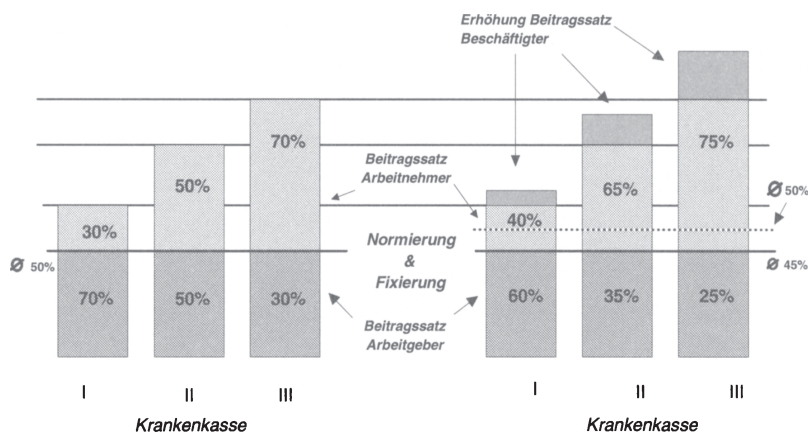 Erhöhung Beitragssatz
Beschäftigter
70%
75%
Beitragssatz
Arbeitnehmer
50%
65%
Ø 50%
30%
40%
Normierung
&
Fixierung
Ø 50%
Ø 45%
70%
50%
30%
60%
35%
25%
Beitragssatz
Arbeitgeber
I II III
I II III
Krankenkasse
Krankenkasse